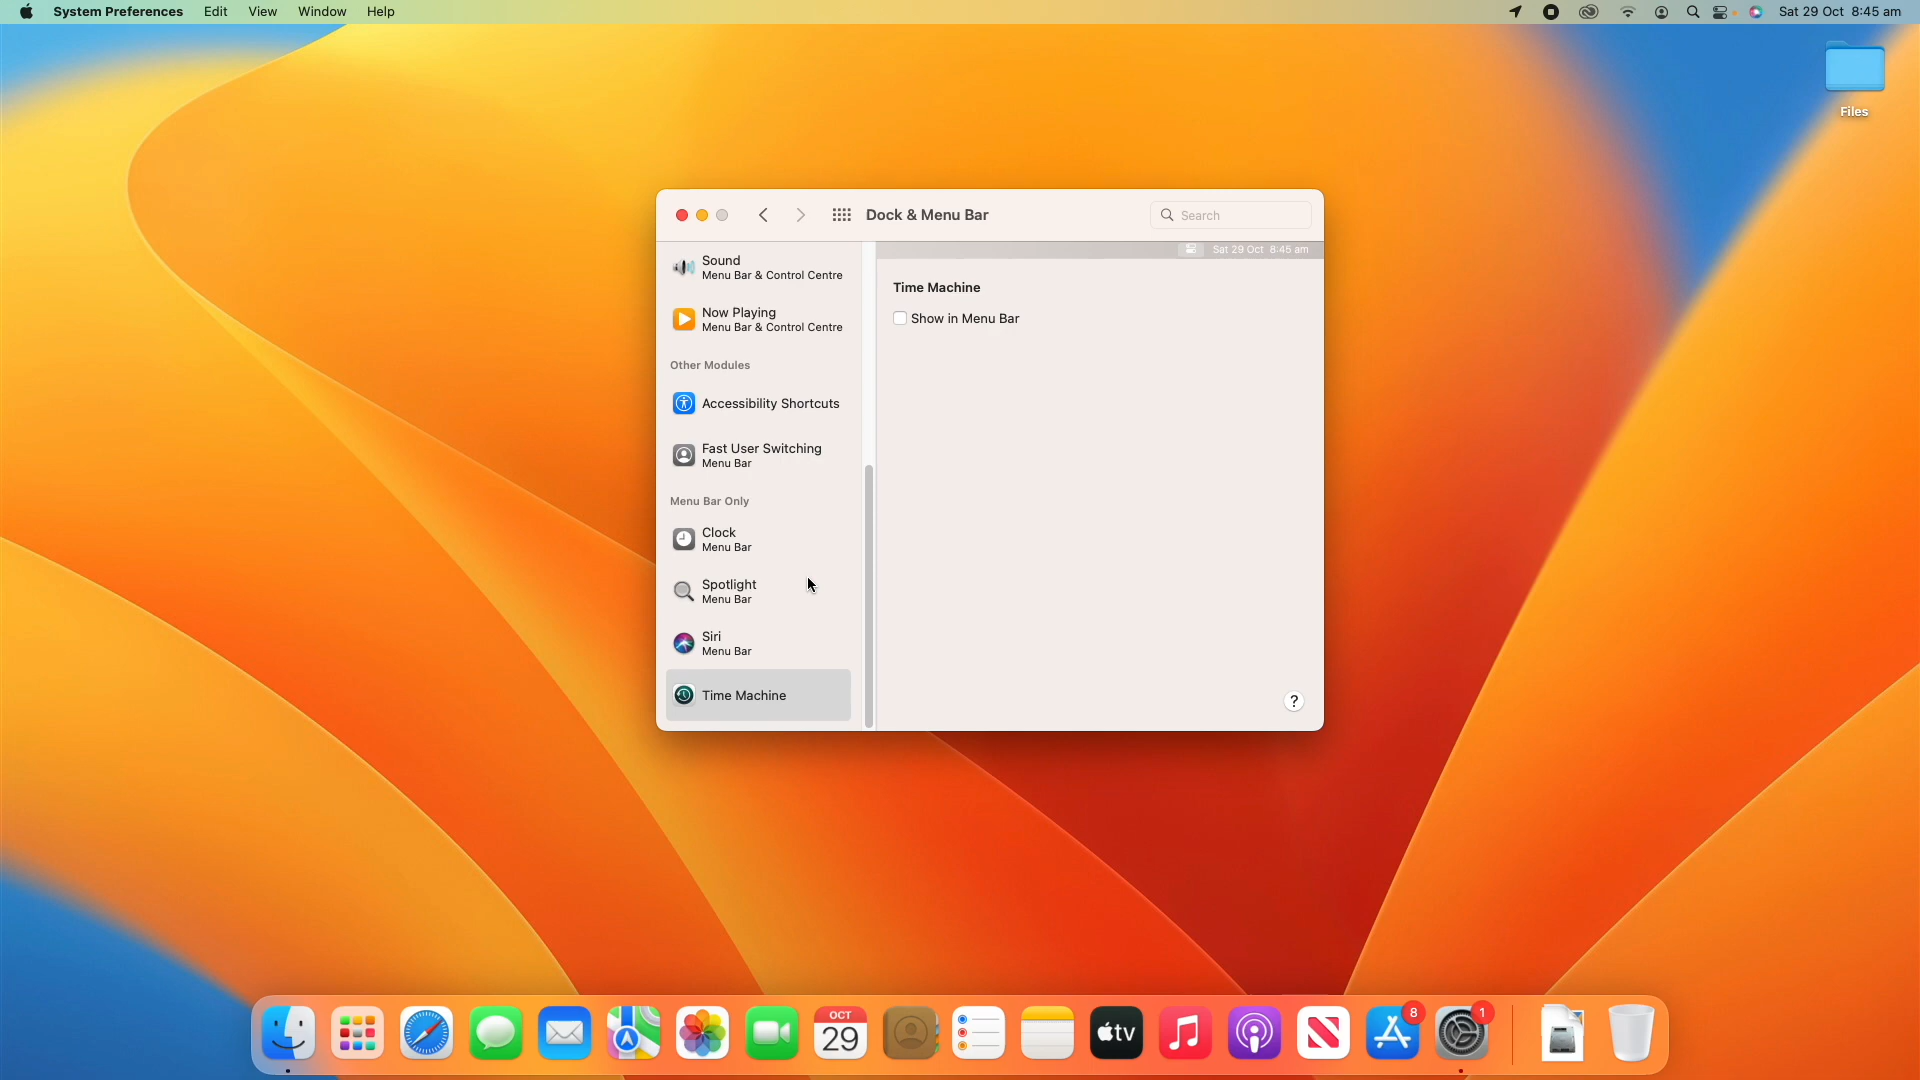 System Preferences Edit View Window Help
Sat 29 Oct 8:45 am
Files
Dock & Menu Bar
Search
Sound
Menu Bar & Control Centre
Now Playing
Menu Bar & Control Centre
Other Modules
Accessibility Shortcuts
Fast User Switching
Menu Bar
Menu Bar Only
Clock
Menu Bar
Spotlight
Menu Bar
Siri
Menu Bar
Time Machine
Sat 29 Oct 8:45 am
Time Machine
Show in Menu Bar
?
OCT
29
tv
8
1